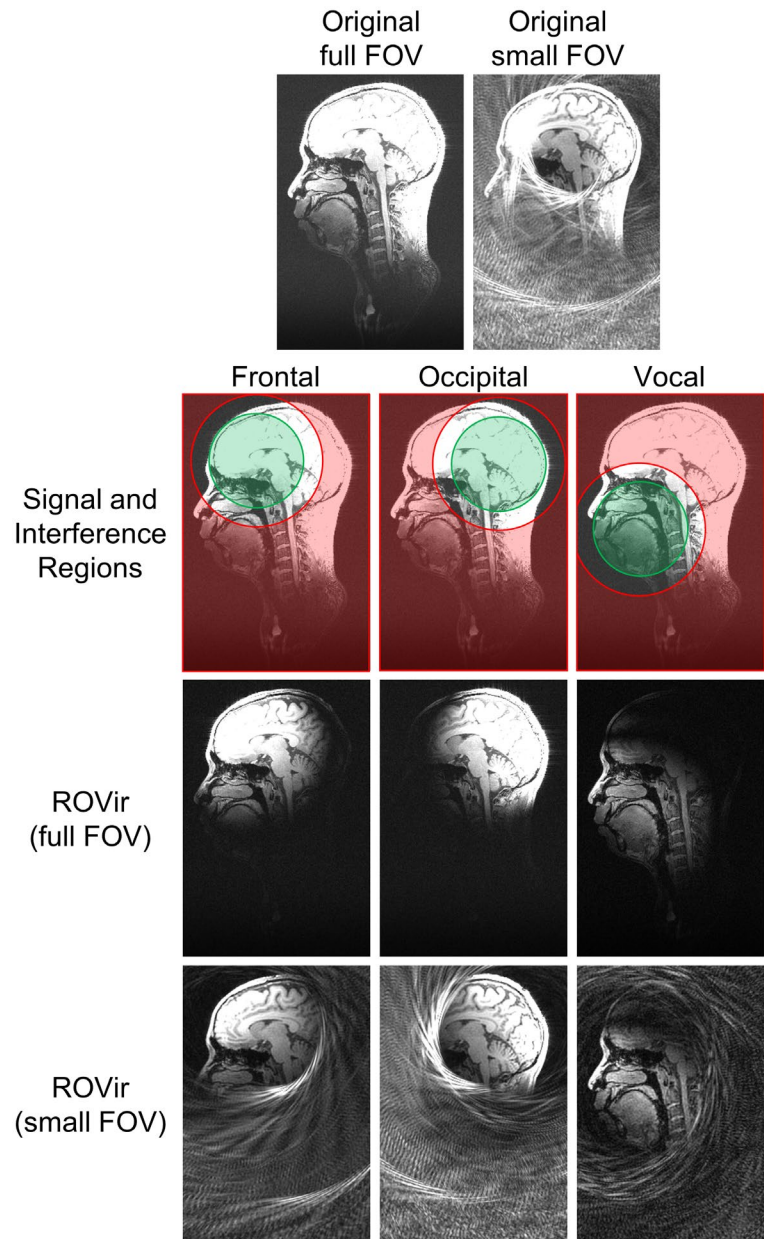 Original
full FOV
Original
small FOV
Frontal
Occipital
Vocal
Signal and
Interference
Regions
ROVir
(full FOV)
ROVir
(small FOV)